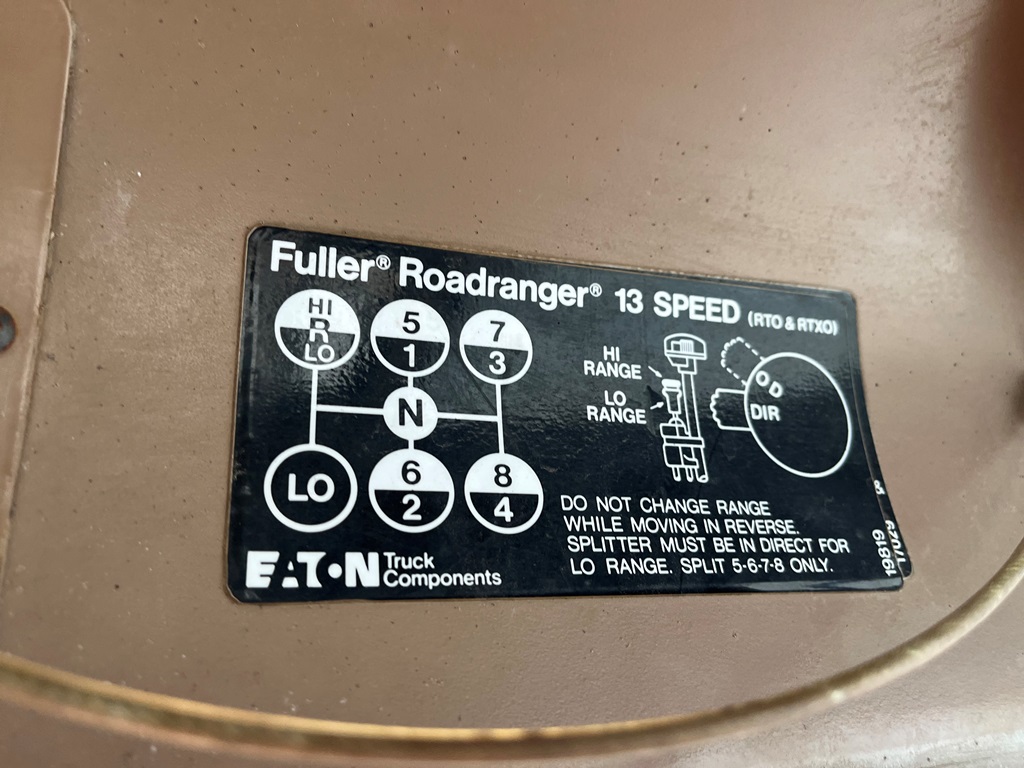 Fuller® Roadranger® 13 SPEED (RTO & RTXO)
HI
R
LO
5
1
7
3
N
LO
6
2
8
4
HI
RANGE
LO
RANGE
OD
DIR
DO NOT CHANGE RANGE
WHILE MOVING IN REVERSE.
SPLITTER MUST BE IN DIRECT FOR
LO RANGE. SPLIT 5-6-7-8 ONLY.
EATON Truck
Components
19819
17029